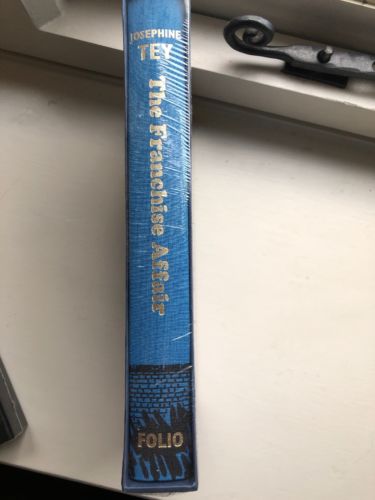 JOSEPHINE
TEY
The Franchise Affair
FOLIO